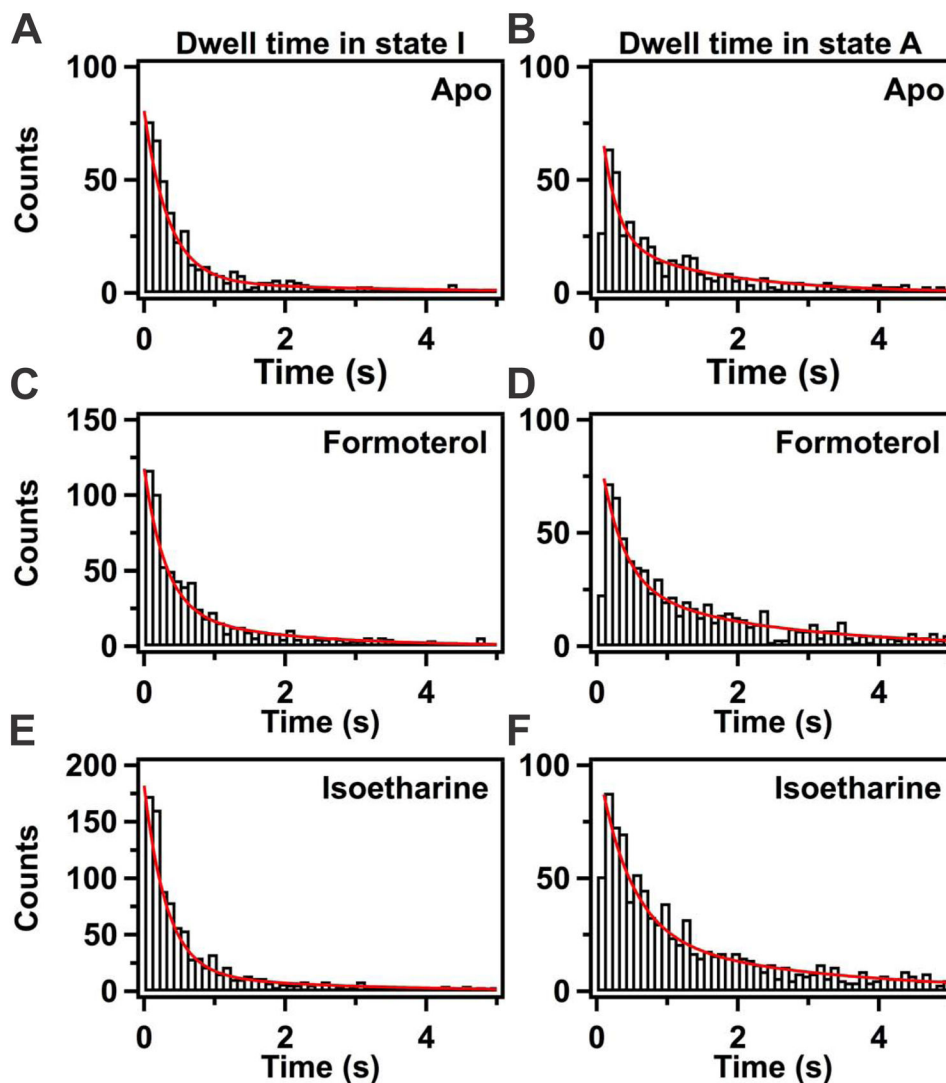 A
B
Dwell time in state I
Dwell time in state A
100
50
0
Counts
Apo
0 2 4
Time (s)
100
50
0
Apo
0 2 4
Time (s)
C
D
150
100
50
0
Counts
Formoterol
0 2 4
Time (s)
100
50
0
Formoterol
0 2 4
Time (s)
E
F
200
150
100
50
0
Counts
Isoetharine
0 2 4
Time (s)
100
50
0
Isoetharine
0 2 4
Time (s)